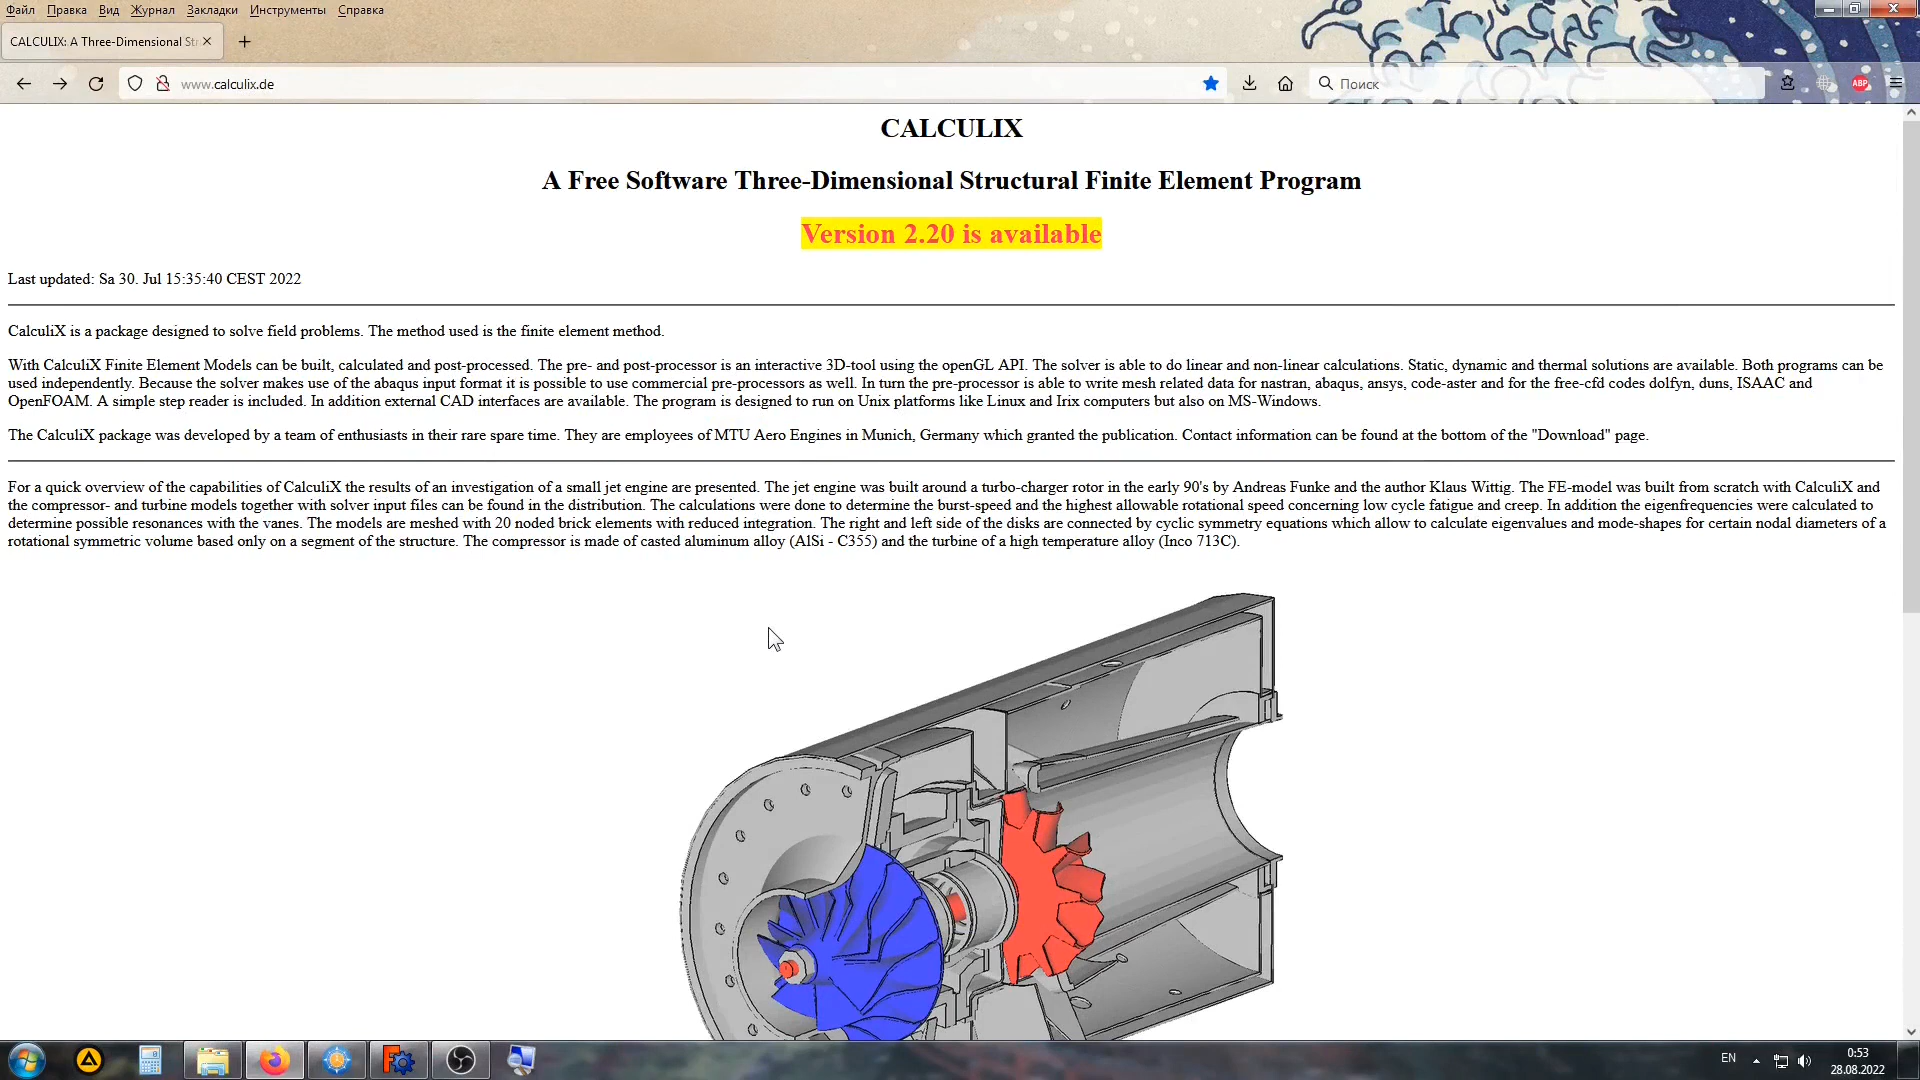 Файл Правка Вид Журнал Закладки Инструменты Справка
CALCULIX: A Three-Dimensional St
www.calculix.de
Поиск
ABP
CALCULIX
A Free Software Three-Dimensional Structural Finite Element Program
Version 2.20 is available
Last updated: Sa 30. Jul 15:35:40 CEST 2022
CalculiX is a package designed to solve field problems. The method used is the finite element method.
With CalculiX Finite Element Models can be built, calculated and post-processed. The pre- and post-processor is an interactive 3D-tool using the openGL API. The solver is able to do linear and non-linear calculations. Static, dynamic and thermal solutions are available. Both programs can be
used independently. Because the solver makes use of the abaqus input format it is possible to use commercial pre-processors as well. In turn the pre-processor is able to write mesh related data for nastran, abaqus, ansys, code-aster and for the free-cfd codes dolfyn, duns, ISAAC and
OpenFOAM. A simple step reader is included. In addition external CAD interfaces are available. The program is designed to run on Unix platforms like Linux and Irix computers but also on MS-Windows.
The CalculiX package was developed by a team of enthusiasts in their rare spare time. They are employees of MTU Aero Engines in Munich, Germany which granted the publication. Contact information can be found at the bottom of the "Download" page.
For a quick overview of the capabilities of CalculiX the results of an investigation of a small jet engine are presented. The jet engine was built around a turbo-charger rotor in the early 90's by Andreas Funke and the author Klaus Wittig. The FE-model was built from scratch with CalculiX and
the compressor- and turbine models together with solver input files can be found in the distribution. The calculations were done to determine the burst-speed and the highest allowable rotational speed concerning low cycle fatigue and creep. In addition the eigenfrequencies were calculated to
determine possible resonances with the vanes. The models are meshed with 20 noded brick elements with reduced integration. The right and left side of the disks are connected by cyclic symmetry equations which allow to calculate eigenvalues and mode-shapes for certain nodal diameters of a
rotational symmetric volume based only on a segment of the structure. The compressor is made of casted aluminum alloy (AlSi - C355) and the turbine of a high temperature alloy (Inco 713C).
EN
0:53
28.08.2022